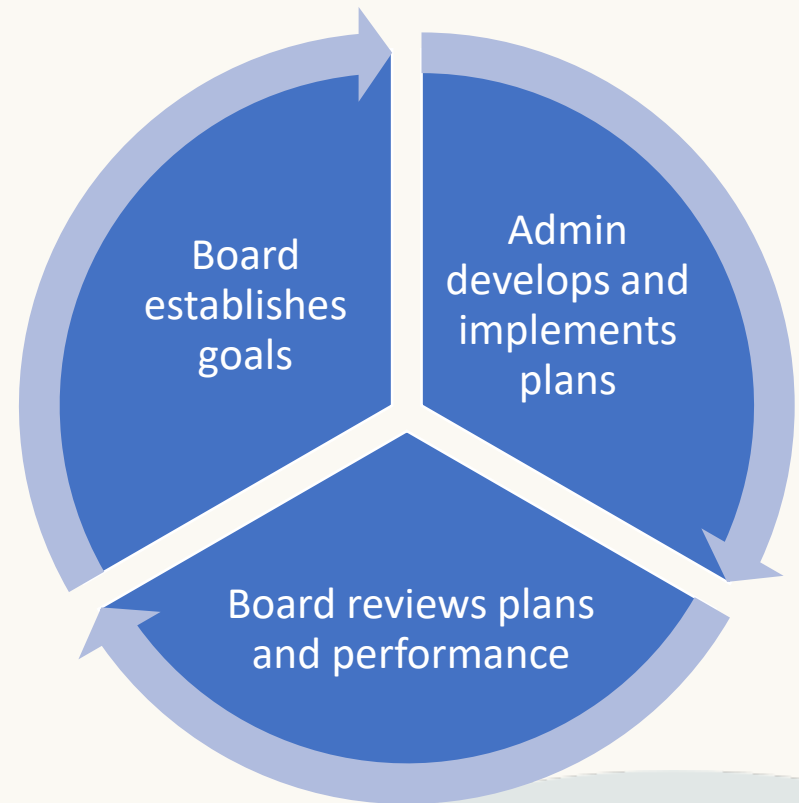 Board
establishes
goals
Admin
develops and
implements
plans
Board reviews plans
and performance